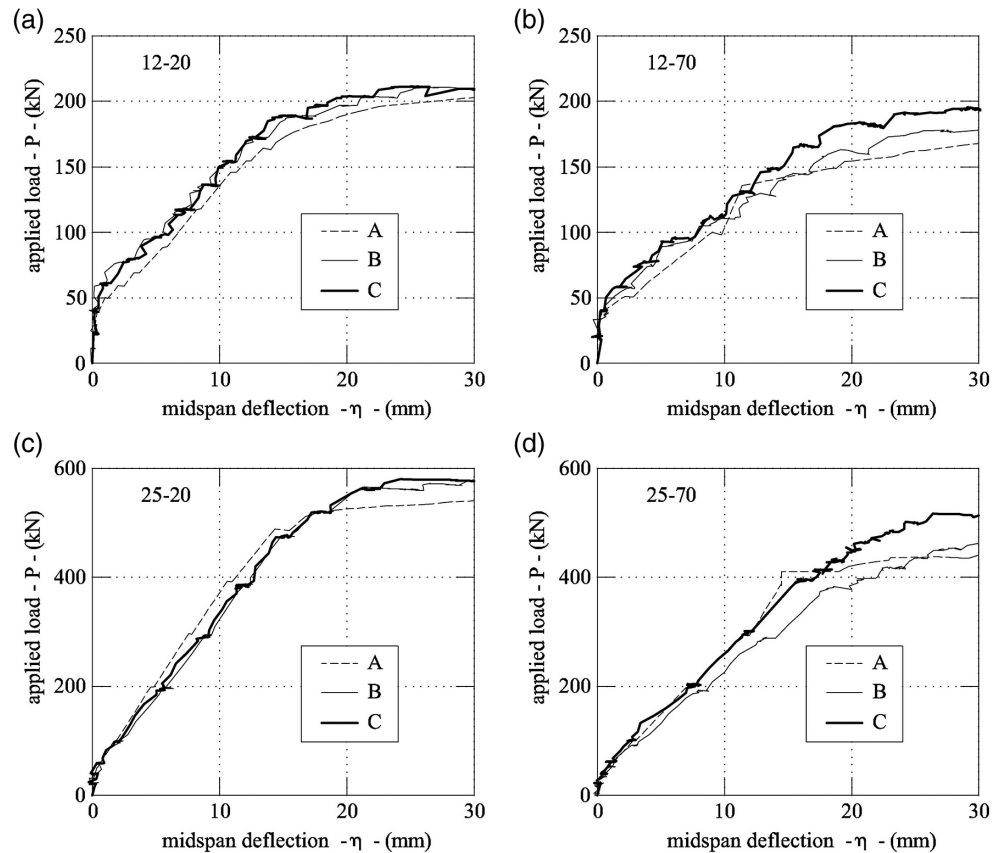 (a)
250
12-20
200
150
100
50
0
applied load - P - (kN)
A
B
C
0 10 20 30
midspan deflection - η - (mm)
(b)
250
12-70
200
150
100
50
0
applied load - P - (kN)
A
B
C
0 10 20 30
midspan deflection - η - (mm)
(c)
600
25-20
400
200
0
applied load - P - (kN)
A
B
C
0 10 20 30
midspan deflection - η - (mm)
(d)
600
25-70
400
200
0
applied load - P - (kN)
A
B
C
0 10 20 30
midspan deflection - η - (mm)